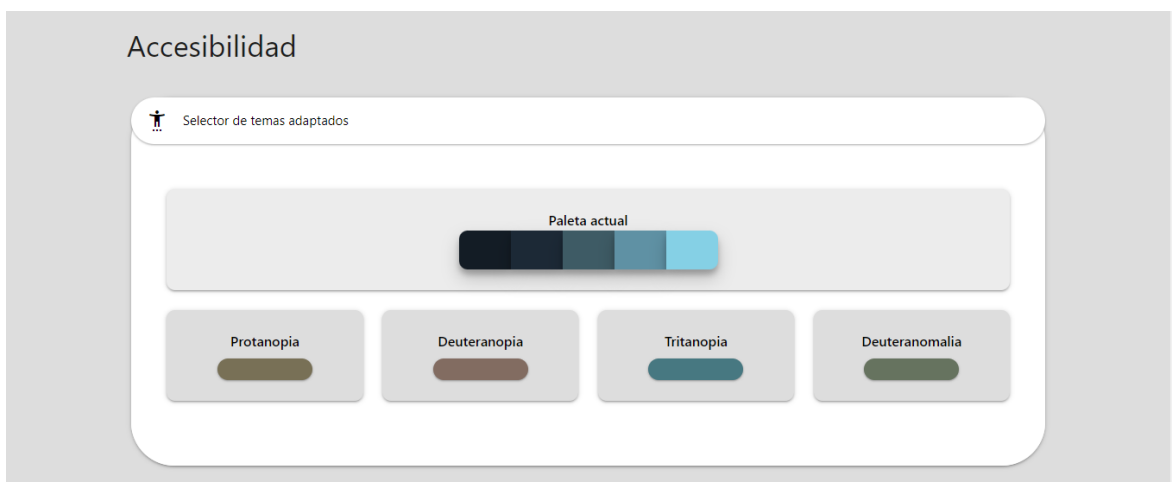 Accesibilidad
Selector de temas adaptados
Paleta actual
Protanopia
Deuteranopia
Tritanopia
Deuteranomalia